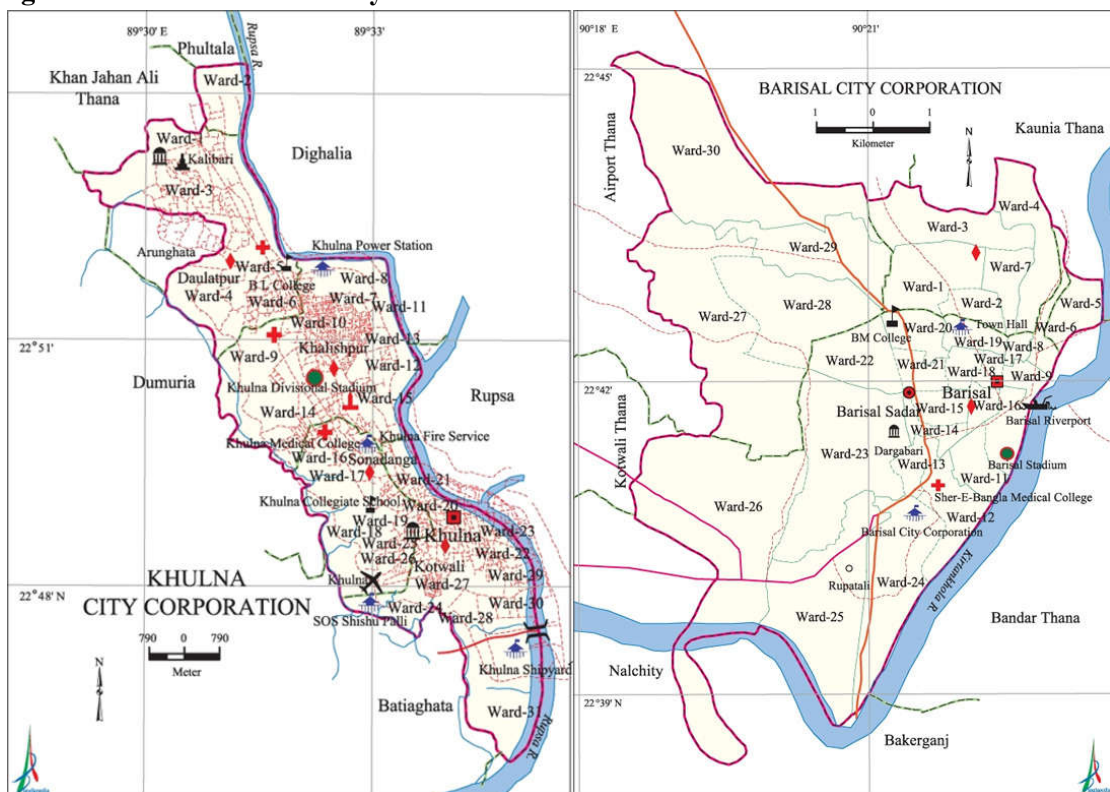 89°30' E
89°33'
Rupsa R.
Phultala
Khan Jahan Ali
Thana
Ward-2
Ward-1
Kalibari
Dighalia
Ward-3
Arunghata
Khulna Power Station
Ward-5
Ward-8
Daulatpur
B L College
Ward-4
Ward-6
Ward-7
Ward-11
Ward-10
22°51'
Ward-13
Khalishpur
Ward-9
Ward-12
Dumuria
Khulna Divisional Stadium
Rupsa
Ward-15
Ward-14
Khulna Medical College
Khulna Fire Service
Ward-16
Sonadanga
Ward-17
Ward-21
Khulna Collegiate School
Ward-20
Ward-19
Ward-18
Khulna
Ward-23
Ward-25
Ward-22
Ward-26
Kotwali
KHULNA
CITY CORPORATION
Khulna
Ward-27
Ward-29
22°48' N
Ward-24
Ward-30
SOS Shishu Palli
Ward-28
790 0 790
Meter
N
Khulna Shipyard
Batiaghata
Ward-31
Rupsa R.
90°18' E
90°21'
22°45'
BARISAL CITY CORPORATION
1 0 1
Kilometer
N
Kaunia Thana
Airport Thana
Ward-30
Ward-4
Ward-3
Ward-29
Ward-7
Ward-1
Ward-28
Ward-2
Ward-5
Ward-27
Ward-20
Town Hall
Ward-6
BM College
Ward-19
Ward-8
Ward-22
Ward-21
Ward-17
22°42'
Ward-18
Ward-9
Barisal
Barisal Sadar
Ward-15
Ward-16
Barisal Riverport
Kotwali Thana
Ward-14
Dargabari
Ward-23
Ward-13
Barisal Stadium
Ward-11
Sher-E-Bangla Medical College
Ward-26
Ward-12
Barisal City Corporation
Kirtankhola R.
Rupatali
Ward-24
Ward-25
Bandar Thana
Nalchity
22°39' N
Bakerganj